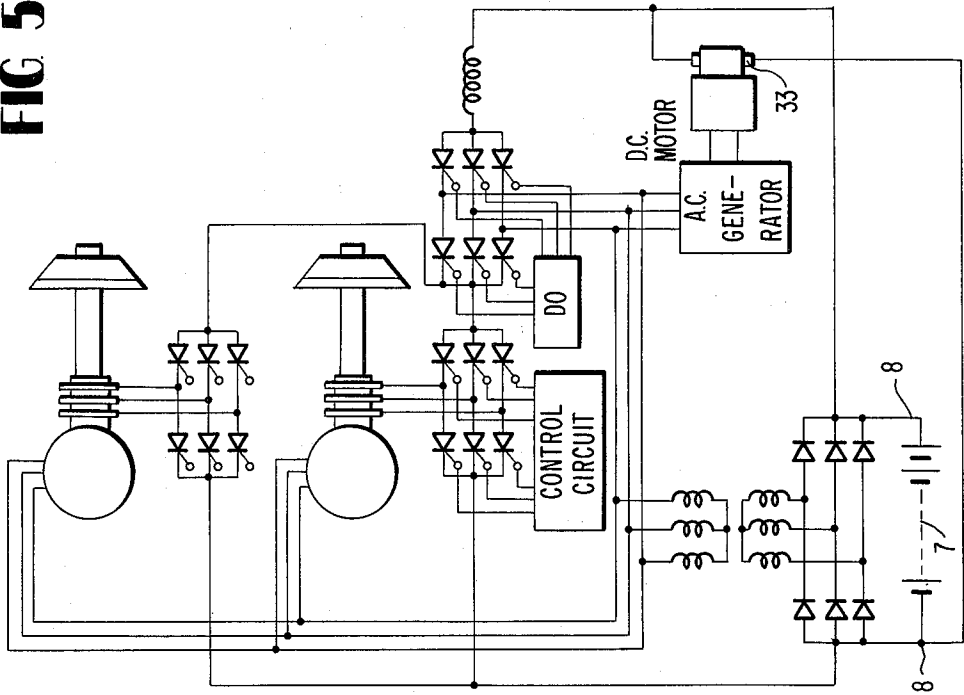 FIG. 5
D.C.
MOTOR
33
A.C.
GENE-
RATOR
DO
CONTROL
CIRCUIT
8
7
8